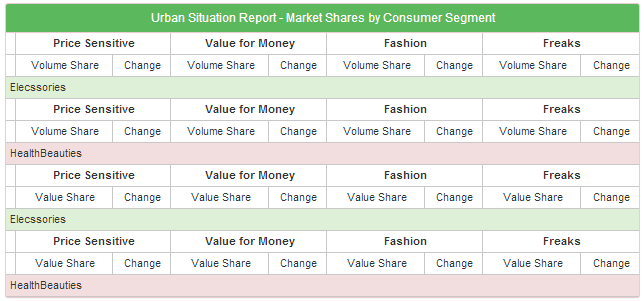 Urban Situation Report - Market Shares by Consumer Segment
Price Sensitive Value for Money Fashion Freaks
Volume Share Change Volume Share Change Volume Share Change Volume Share Change
Elecssories
Price Sensitive Value for Money Fashion Freaks
Volume Share Change Volume Share Change Volume Share Change Volume Share Change
HealthBeauties
Price Sensitive Value for Money Fashion Freaks
Value Share Change Value Share Change Value Share Change Value Share Change
Elecssories
Price Sensitive Value for Money Fashion Freaks
Value Share Change Value Share Change Value Share Change Value Share Change
HealthBeauties